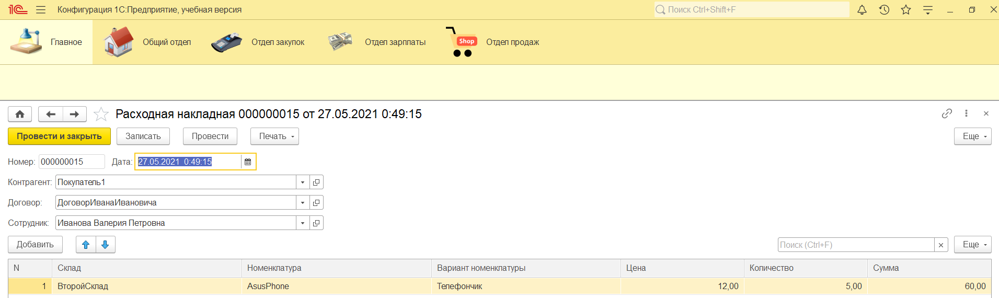 1С Конфигурация 1С:Предприятие, учебная версия Поиск Ctrl+Shift+F
Главное Общий отдел Отдел закупок Отдел зарплаты Shop Отдел продаж
Расходная накладная 000000015 от 27.05.2021 0:49:15
Провести и закрыть Записать Провести Печать Еще
Номер: 000000015 Дата: 27.05.2021 0:49:15
Контрагент: Покупатель1
Договор: ДоговорИванаИвановича
Сотрудник: Иванова Валерия Петровна
Добавить Поиск (Ctrl+F) Еще
N Склад Номенклатура Вариант номенклатуры Цена Количество Сумма
1 ВторойСклад AsusPhone Телефончик 12,00 5,00 60,00